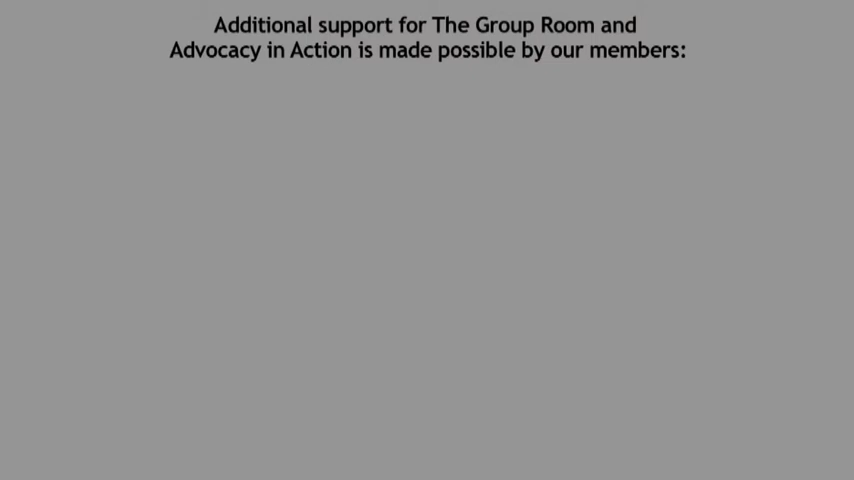 Additional support for The Group Room and
Advocacy in Action is made possible by our members: